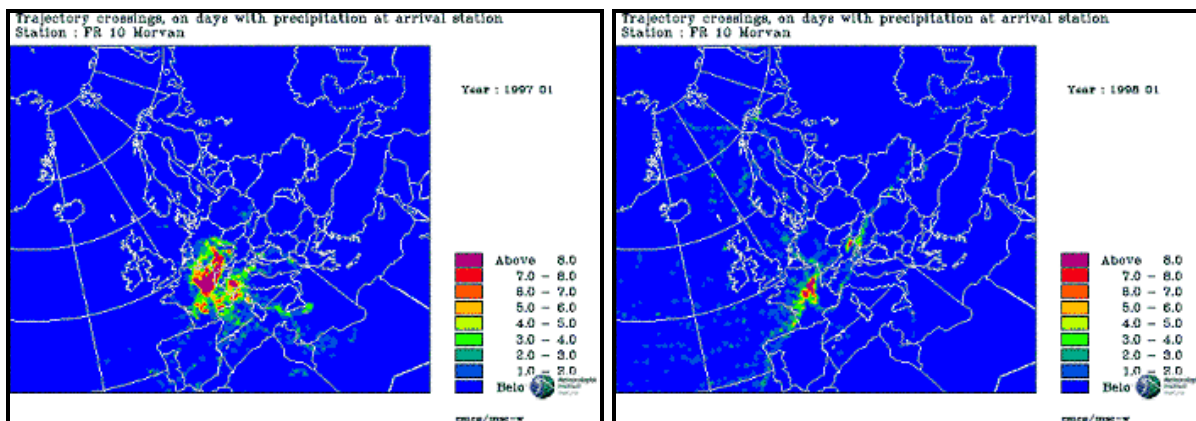 Trajectory crossings, on days with precipitation at arrival station
Station : FR 10 Morvan
Year : 1997 01
Above 8.0
7.0 - 8.0
6.0 - 7.0
5.0 - 6.0
4.0 - 5.0
3.0 - 4.0
2.0 - 3.0
1.0 - 2.0
Belo
Trajectory crossings, on days with precipitation at arrival station
Station : FR 10 Morvan
Year : 1998 01
Above 8.0
7.0 - 8.0
6.0 - 7.0
5.0 - 6.0
4.0 - 5.0
3.0 - 4.0
2.0 - 3.0
1.0 - 2.0
Belo